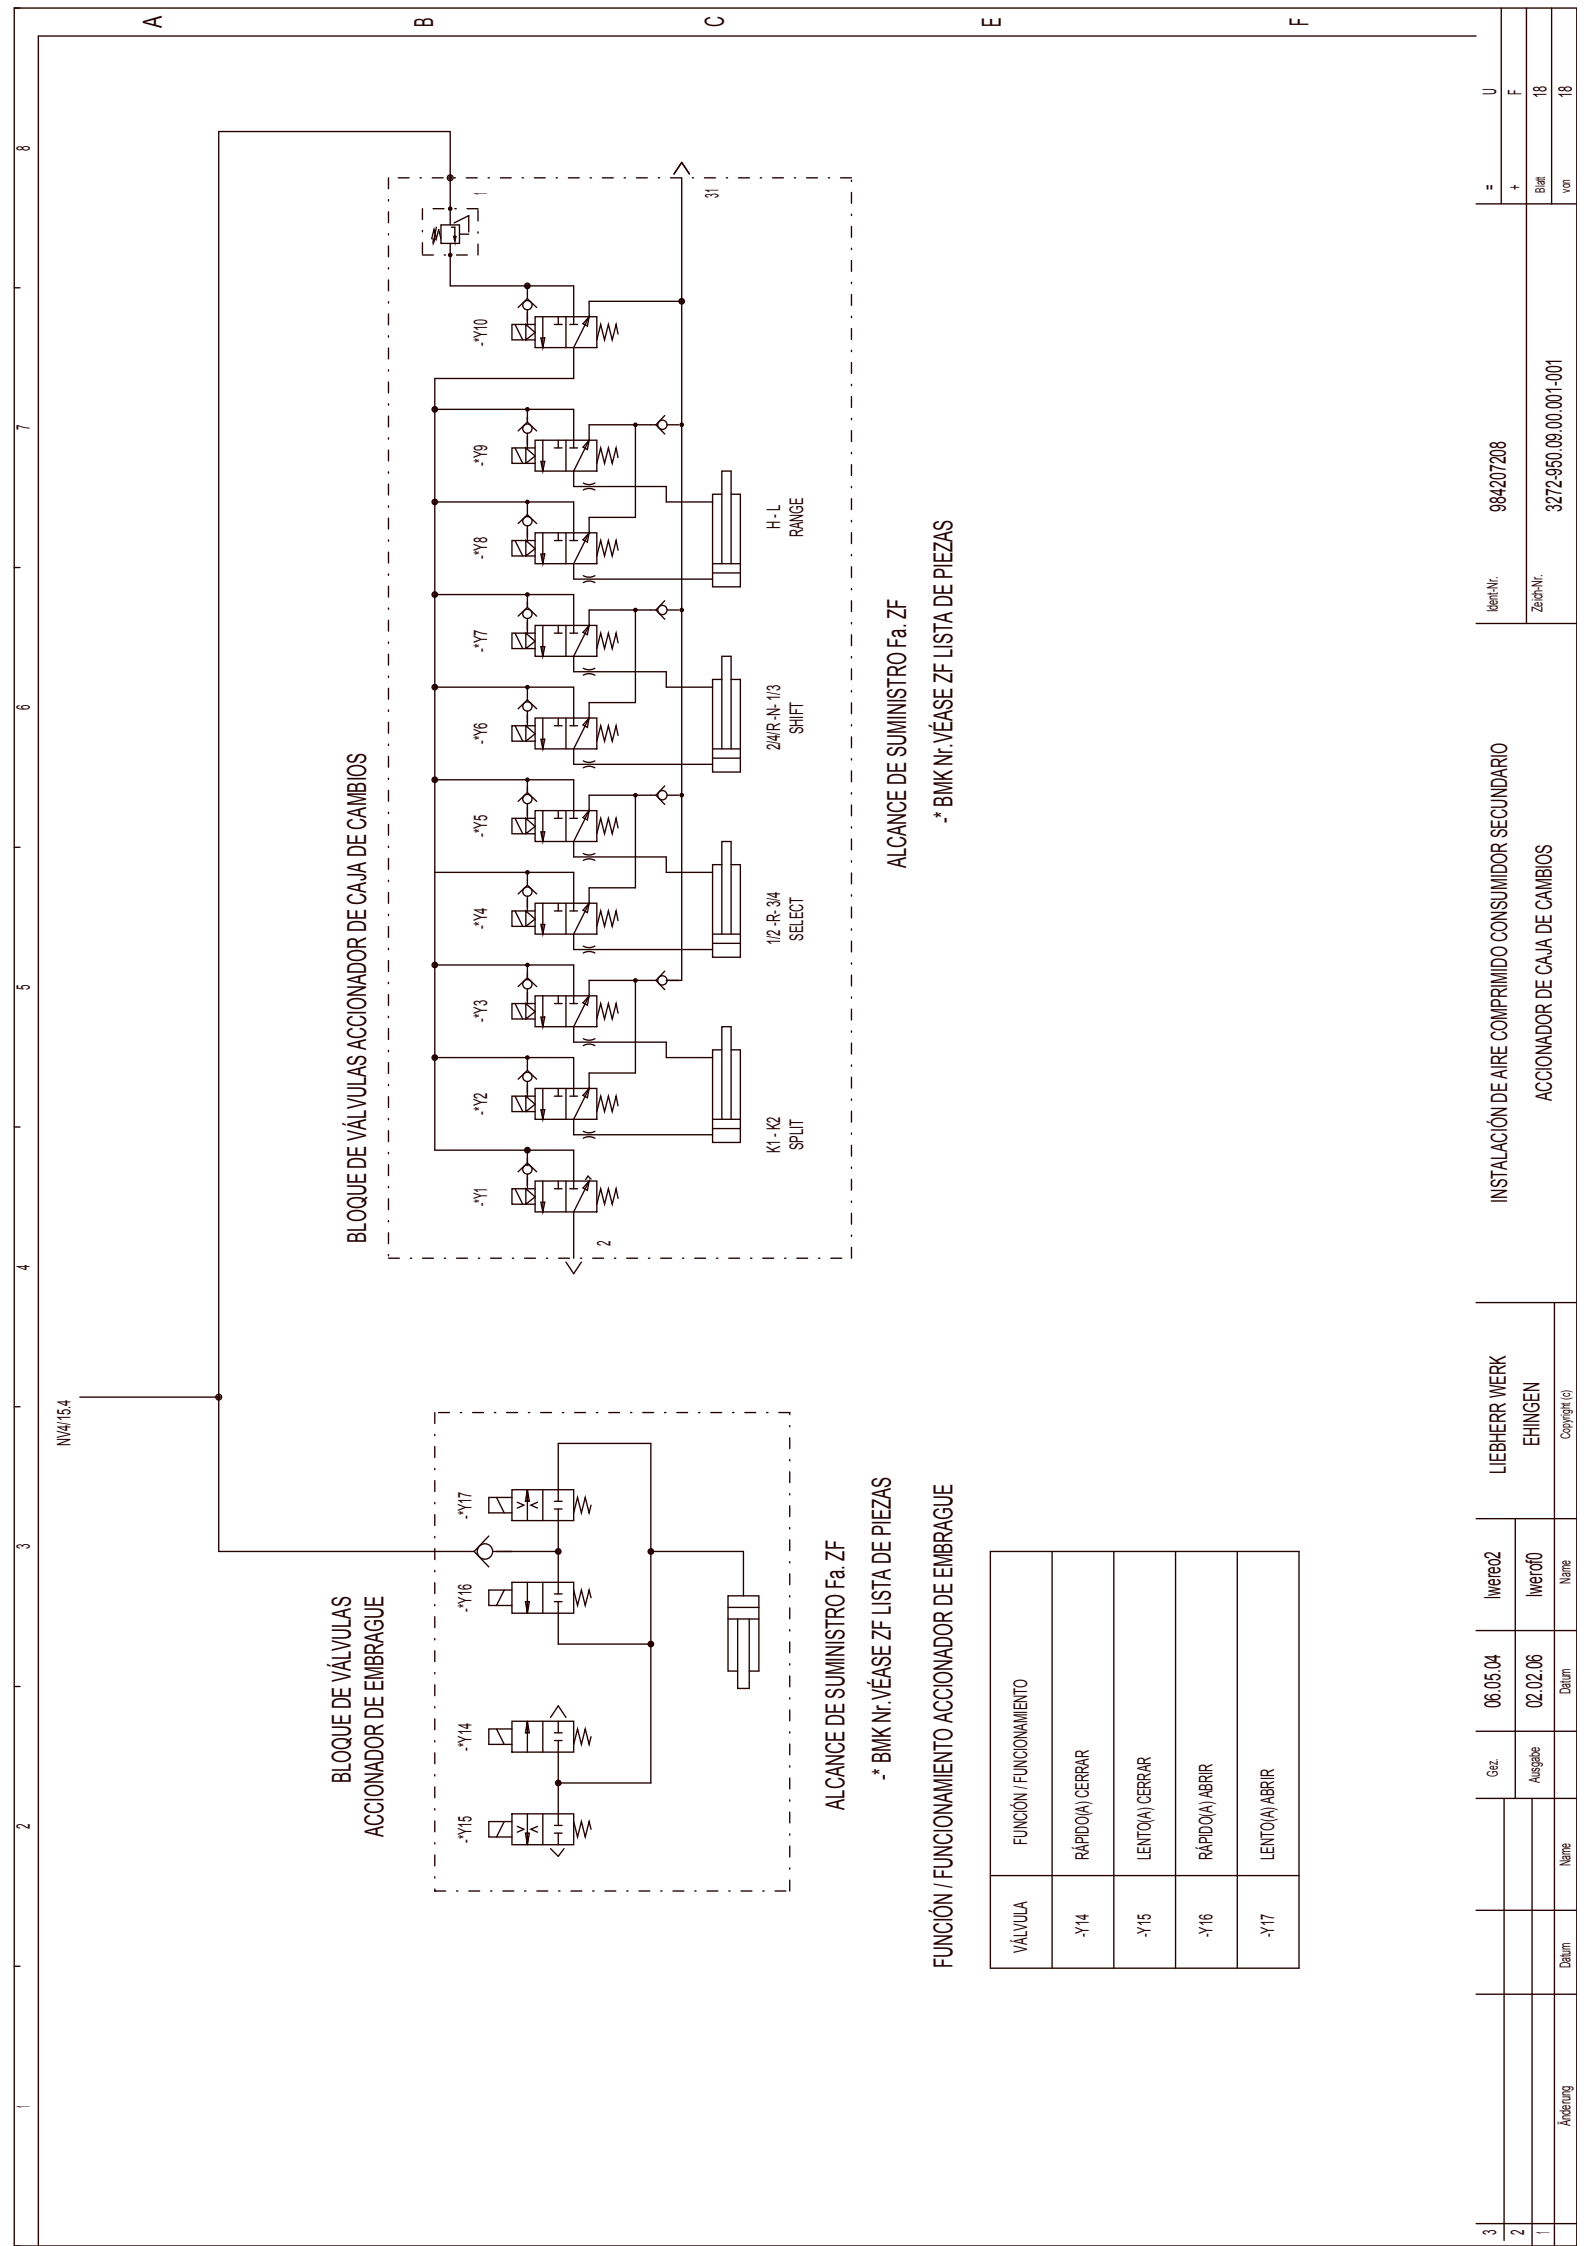 1
2
3
4
5
6
7
8
A
B
C
E
F
NV4/15.4
BLOQUE DE VÁLVULAS
ACCIONADOR DE EMBRAGUE
-*Y15
-*Y14
-*Y16
-*Y17
ALCANCE DE SUMINISTRO Fa. ZF
-* BMK Nr.VÉASE ZF LISTA DE PIEZAS
FUNCIÓN / FUNCIONAMIENTO ACCIONADOR DE EMBRAGUE
VÁLVULA FUNCIÓN / FUNCIONAMIENTO
-Y14 RÁPIDO(A) CERRAR
-Y15 LENTO(A) CERRAR
-Y16 RÁPIDO(A) ABRIR
-Y17 LENTO(A) ABRIR
BLOQUE DE VÁLVULAS ACCIONADOR DE CAJA DE CAMBIOS
-*Y1
-*Y2
-*Y3
-*Y4
-*Y5
-*Y6
-*Y7
-*Y8
-*Y9
-*Y10
1
2
31
K1 - K2
SPLIT
1/2 -R- 3/4
SELECT
2/4/R -N- 1/3
SHIFT
H - L
RANGE
ALCANCE DE SUMINISTRO Fa. ZF
-* BMK Nr.VÉASE ZF LISTA DE PIEZAS
3
2
1
Änderung Datum Name
Gez. 06.05.04 lwereo2
Ausgabe 02.02.06 lwerof0
Datum Name
LIEBHERR WERK
EHINGEN
Copyright (c)
INSTALACIÓN DE AIRE COMPRIMIDO CONSUMIDOR SECUNDARIO
ACCIONADOR DE CAJA DE CAMBIOS
Ident-Nr. 984207208
Zeich-Nr. 3272-950.09.00.001-001
= U
+ F
Blatt 18
von 18